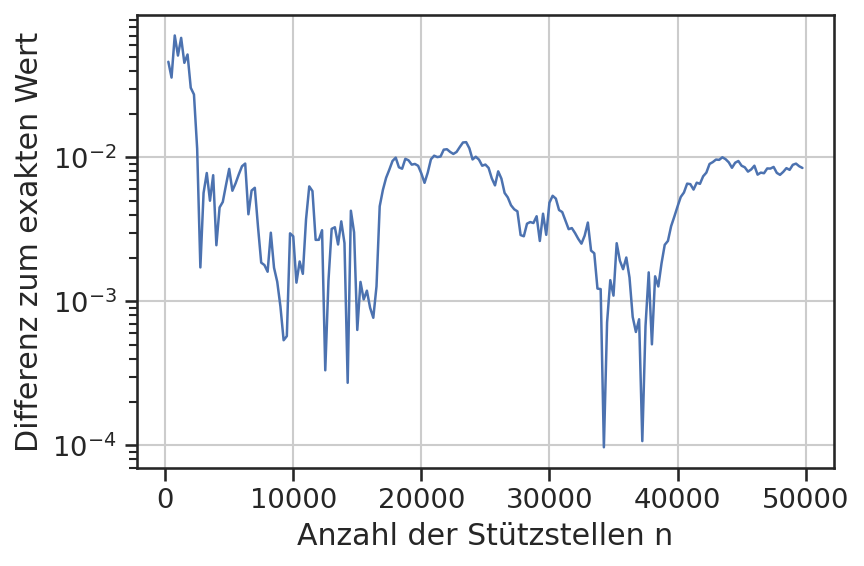 Differenz zum exakten Wert
10⁻²
10⁻³
10⁻⁴
0 10000 20000 30000 40000 50000
Anzahl der Stützstellen n